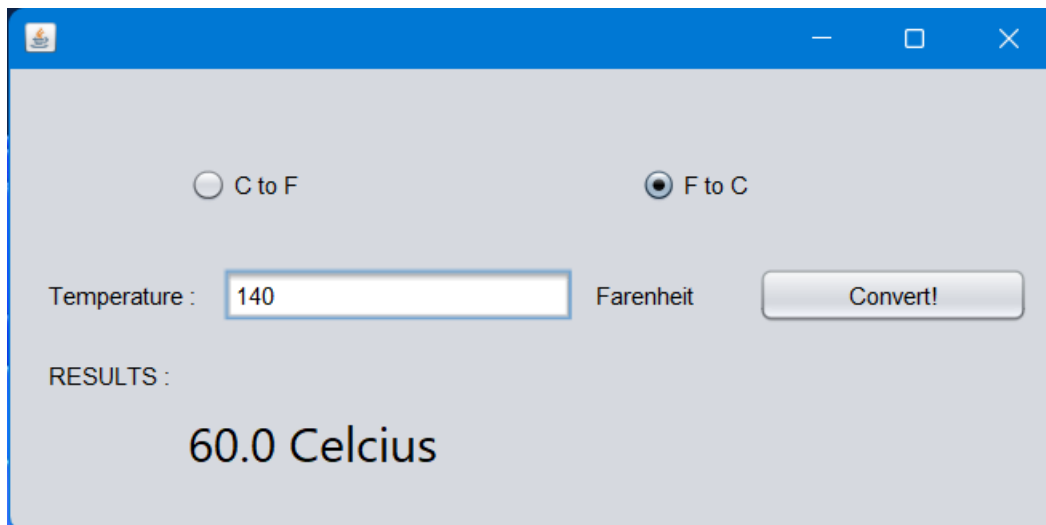 C to F F to C
Temperature : 140 Farenheit Convert!
RESULTS :
60.0 Celcius